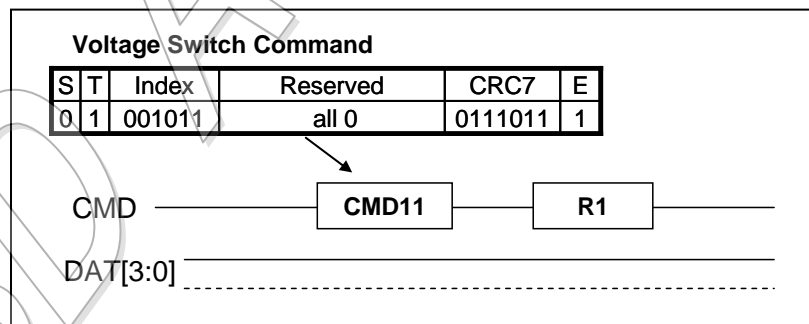 Voltage Switch Command
S T Index Reserved CRC7 E
0 1 001011 all 0 0111011 1
CMD CMD11 R1
DAT[3:0]